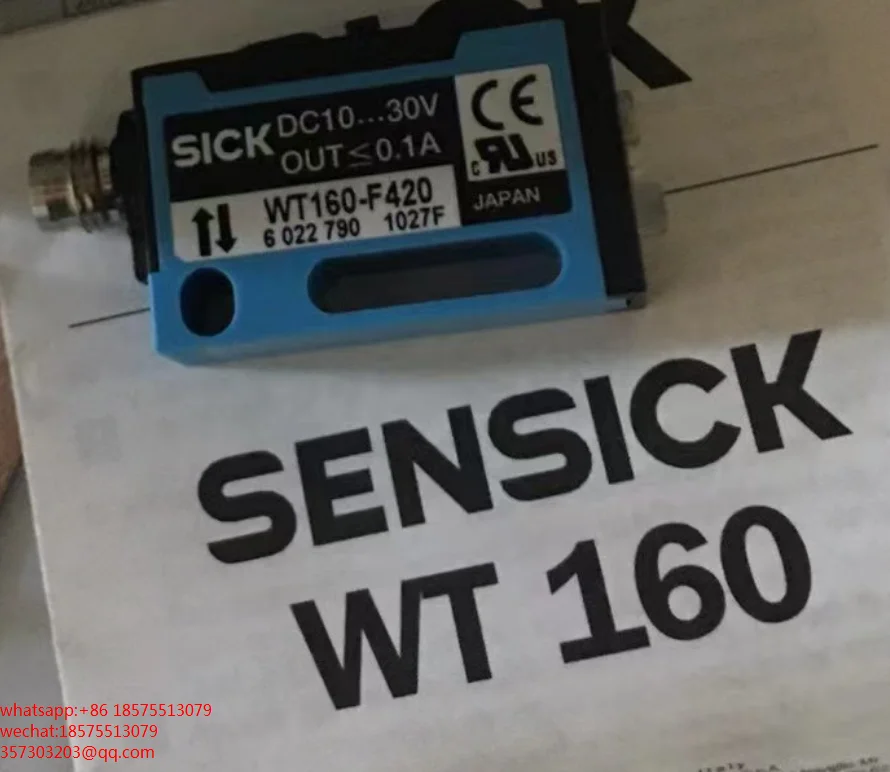 K
SICK DC10...30V
OUT≤0.1A
CE
c RU US
WT160-F420
6 022 790 1027F
JAPAN
SENSICK
WT 160
whatsapp:+86 18575513079
wechat:18575513079
357303203@qq.com